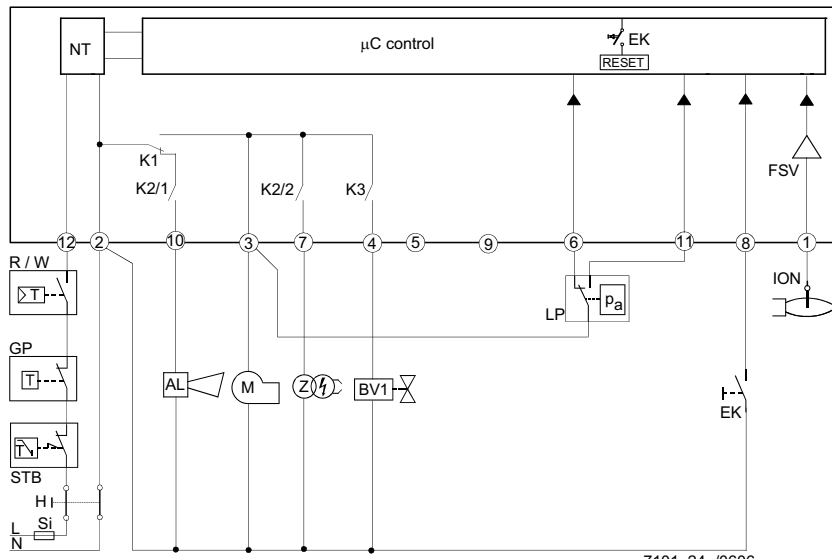 NT
µC control
EK
RESET
K1
FSV
K2/1
K2/2
K3
12
2
10
3
7
4
5
9
6
11
8
1
R / W
ION
T
LP
pa
GP
T
AL
M
Z
BV1
EK
T
STB
H
Si
L
N